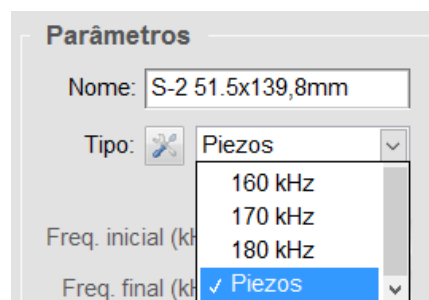 Parâmetros
Nome: S-2 51.5x139,8mm
Tipo: Piezos
160 kHz
170 kHz
Freq. inicial (kH
180 kHz
Freq. final (kH
✓ Piezos